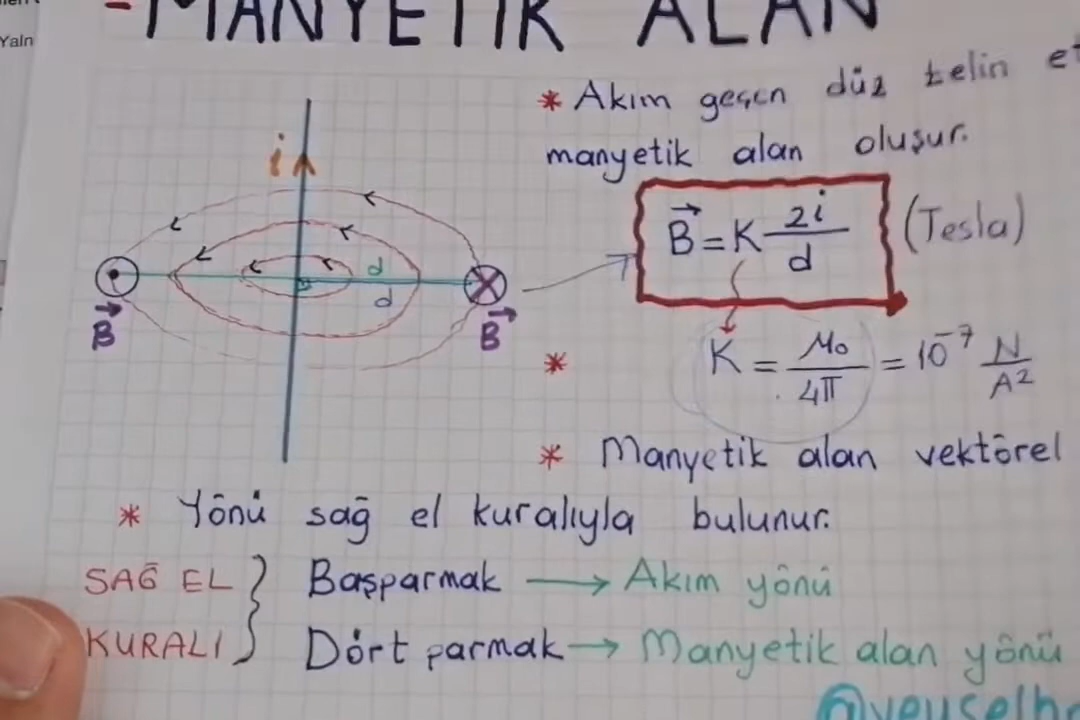 Yaln
-MANYETİK ALAN
* Akım geçen düz telin
manyetik alan oluşur.
i
d
d
B
B
B = K 2i/d (Tesla)
* K = μ₀/4π = 10⁻⁷ N/A²
* Manyetik alan vektörel
* Yönü sağ el kuralıyla bulunur.
SAĞ EL } Başparmak → Akım yönü
KURALI } Dört parmak → Manyetik alan yönü